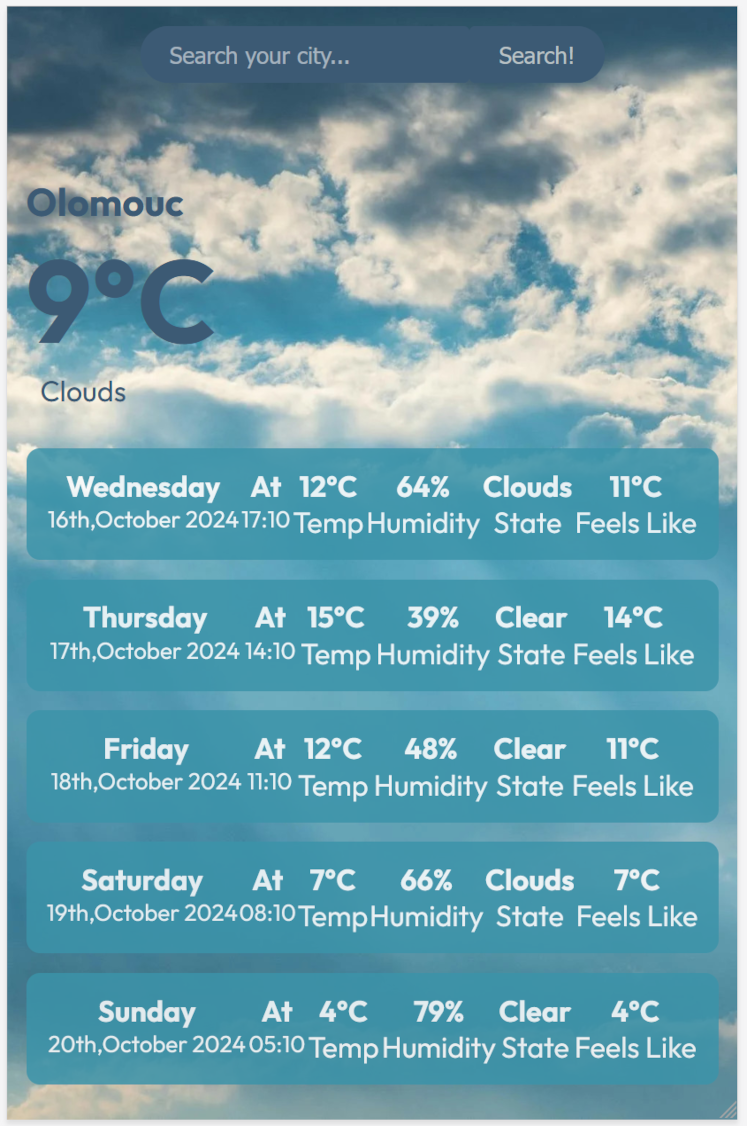 Search your city... Search!
Olomouc
9°C
Clouds
Wednesday At 12°C 64% Clouds 11°C
16th,October 2024 17:10 Temp Humidity State Feels Like
Thursday At 15°C 39% Clear 14°C
17th,October 2024 14:10 Temp Humidity State Feels Like
Friday At 12°C 48% Clear 11°C
18th,October 2024 11:10 Temp Humidity State Feels Like
Saturday At 7°C 66% Clouds 7°C
19th,October 2024 08:10 Temp Humidity State Feels Like
Sunday At 4°C 79% Clear 4°C
20th,October 2024 05:10 Temp Humidity State Feels Like